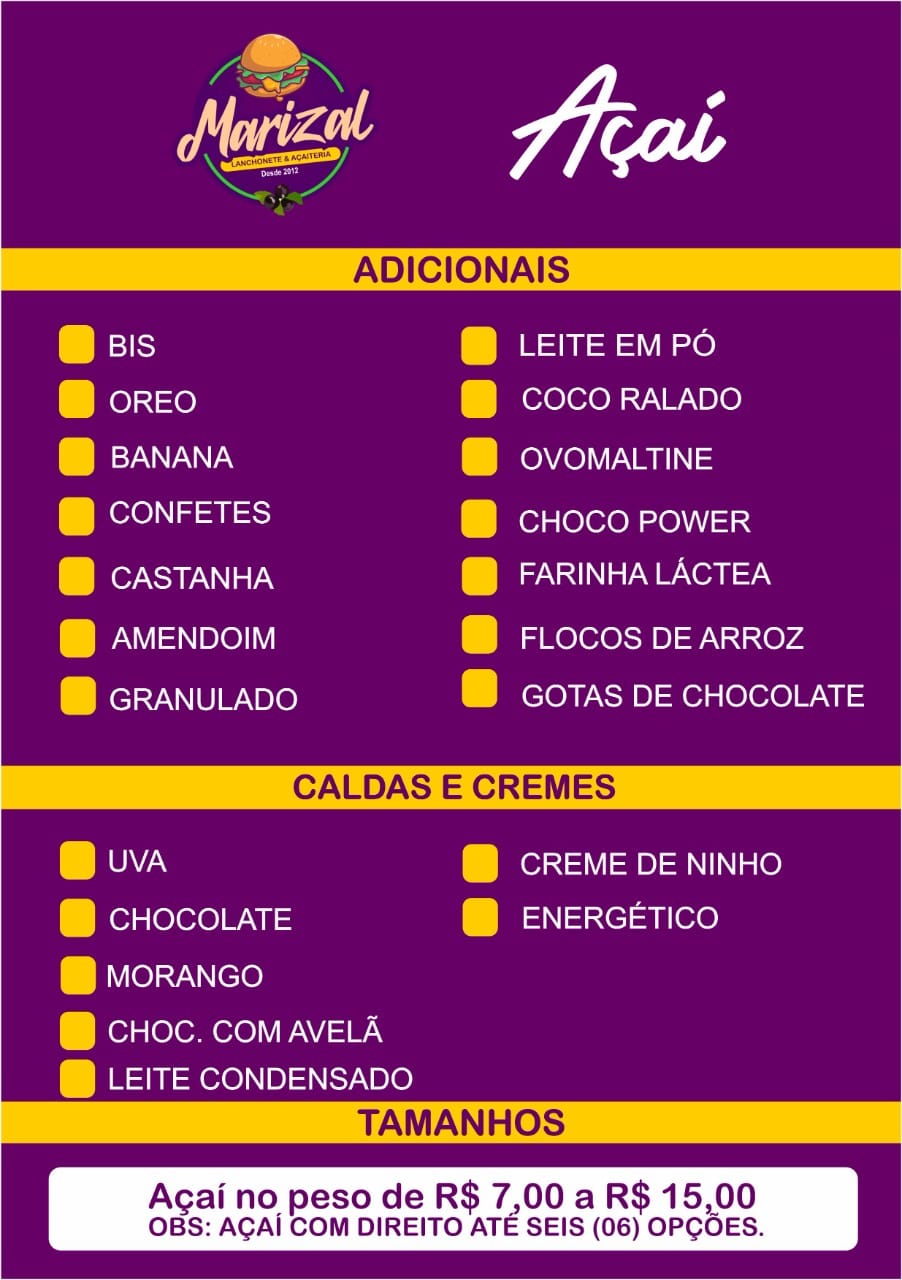 Marizal
LANCHONETE & AÇAITERIA
Desde 2012
Açaí
ADICIONAIS
BIS
OREO
BANANA
CONFETES
CASTANHA
AMENDOIM
GRANULADO
LEITE EM PÓ
COCO RALADO
OVOMALTINE
CHOCO POWER
FARINHA LÁCTEA
FLOCOS DE ARROZ
GOTAS DE CHOCOLATE
CALDAS E CREMES
UVA
CHOCOLATE
MORANGO
CHOC. COM AVELÃ
LEITE CONDENSADO
CREME DE NINHO
ENERGÉTICO
TAMANHOS
Açaí no peso de R$ 7,00 a R$ 15,00
OBS: AÇAÍ COM DIREITO ATÉ SEIS (06) OPÇÕES.